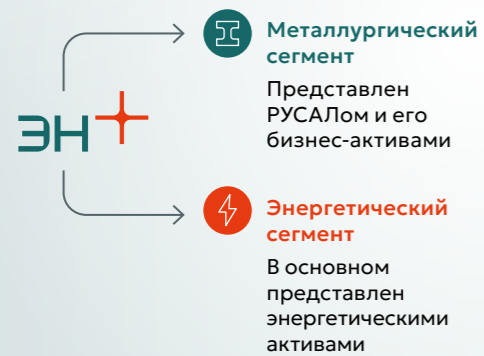 Металлургический
сегмент
Представлен
РУСАЛом и его
бизнес-активами
ЭН+
Энергетический
сегмент
В основном
представлен
энергетическими
активами